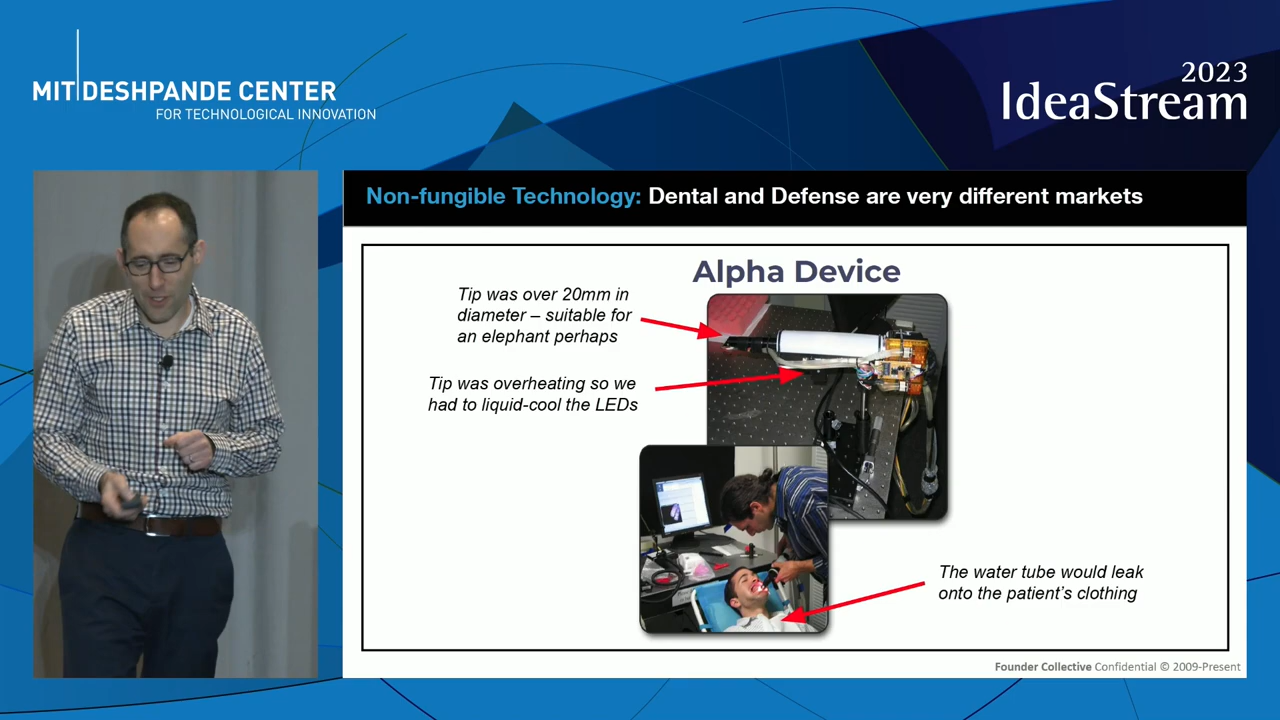 MIT DESHPANDE CENTER
FOR TECHNOLOGICAL INNOVATION
2023
IdeaStream
Non-fungible Technology: Dental and Defense are very different markets
Alpha Device
Tip was over 20mm in
diameter – suitable for
an elephant perhaps
Tip was overheating so we
had to liquid-cool the LEDs
The water tube would leak
onto the patient's clothing
Founder Collective Confidential © 2009-Present